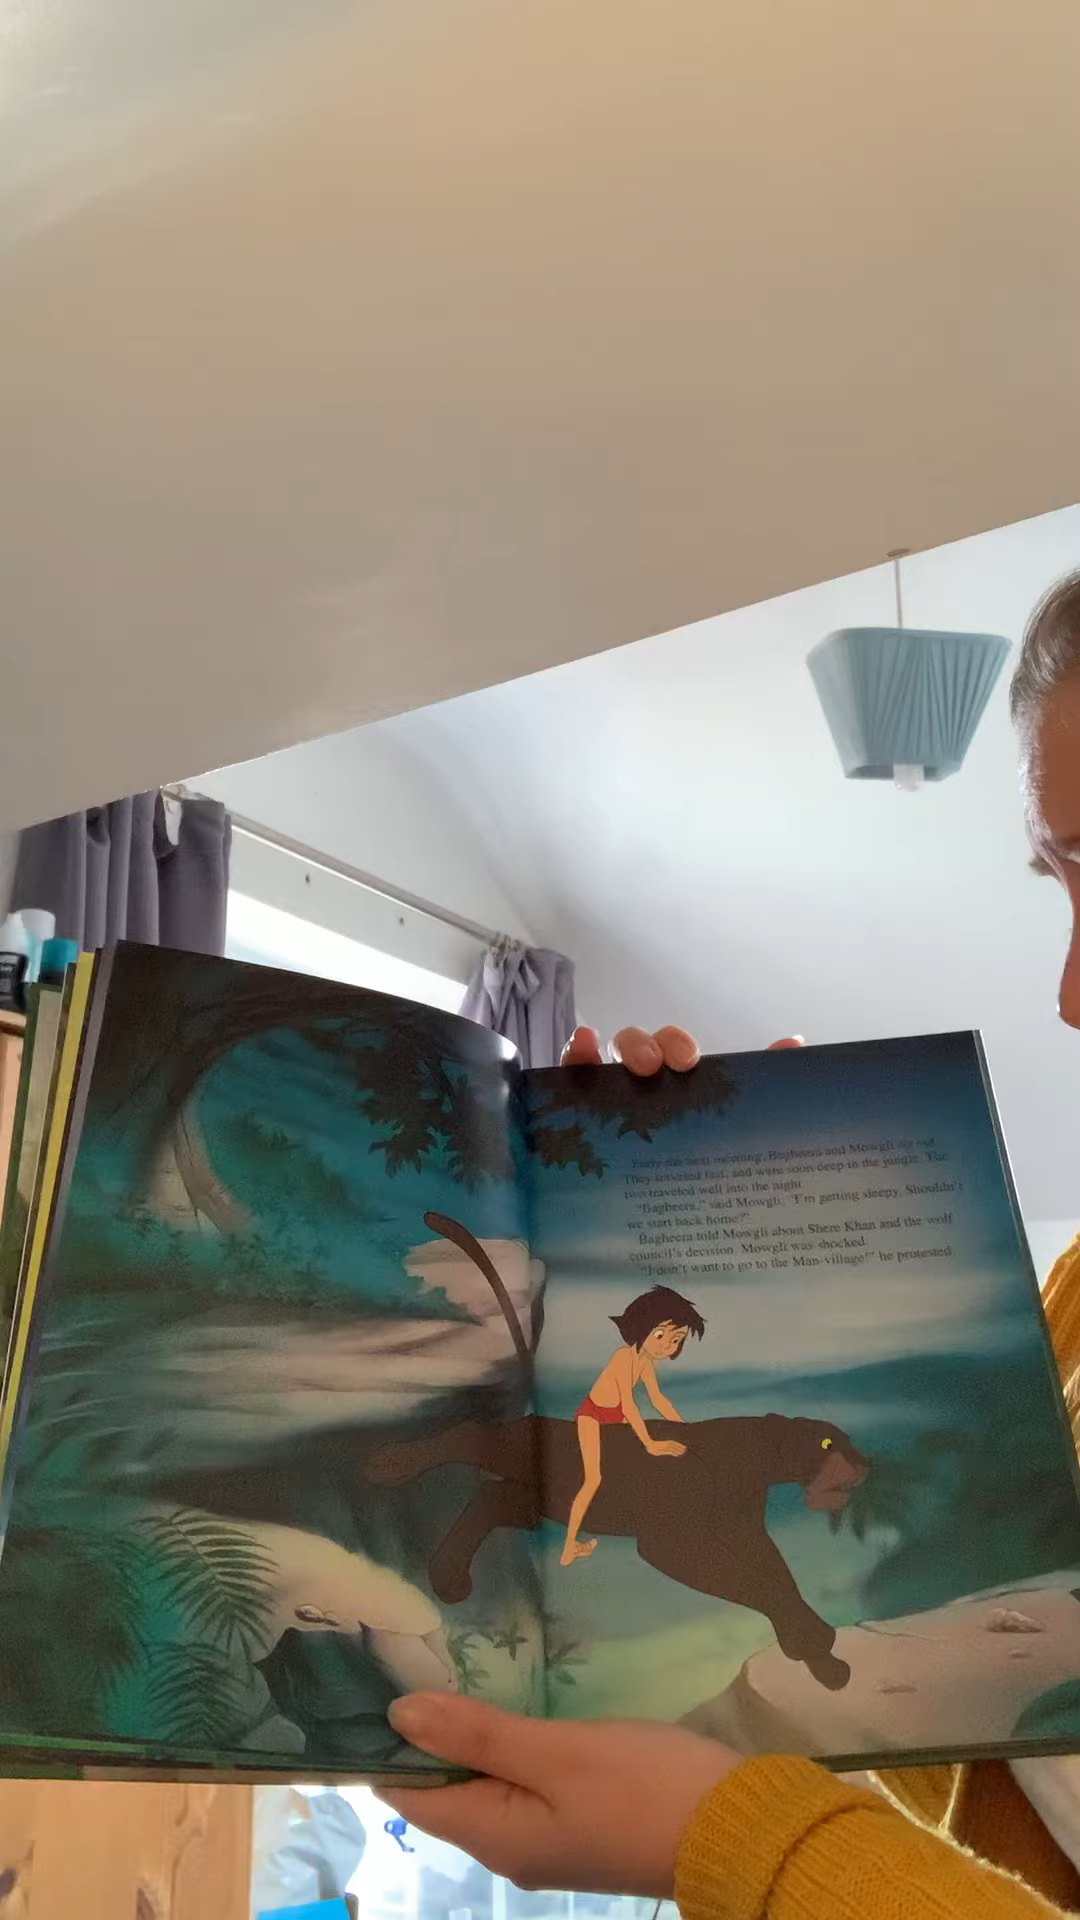 Early the next morning, Bagheera and Mowgli set out.
They traveled fast, and were soon deep in the jungle. The
two traveled well into the night.
"Bagheera," said Mowgli, "I'm getting sleepy. Shouldn't
we start back home?"
Bagheera told Mowgli about Shere Khan and the wolf
council's decision. Mowgli was shocked.
"I don't want to go to the Man-village!" he protested.